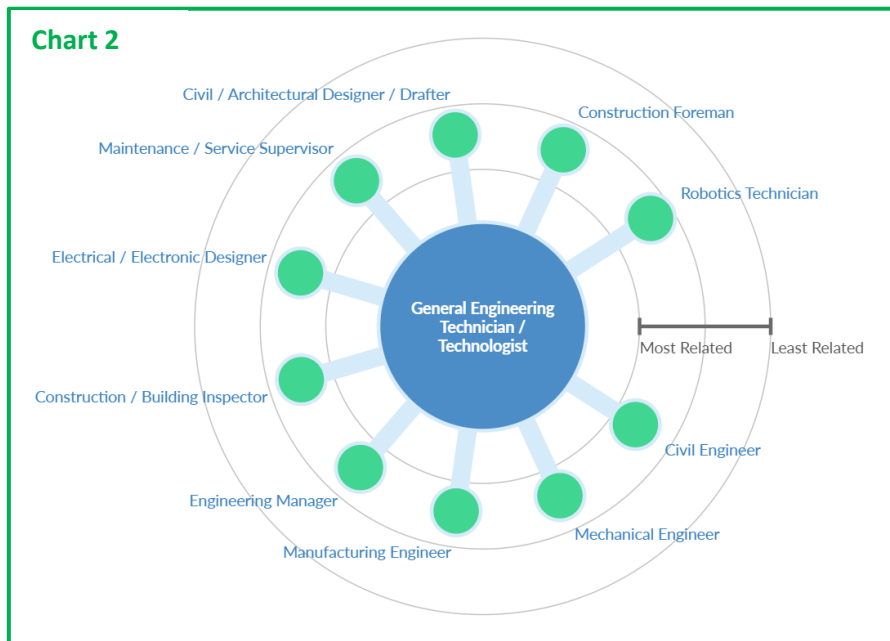 Chart 2
Civil / Architectural Designer / Drafter
Construction Foreman
Maintenance / Service Supervisor
Robotics Technician
Electrical / Electronic Designer
General Engineering
Technician /
Technologist
Most Related
Least Related
Construction / Building Inspector
Civil Engineer
Engineering Manager
Mechanical Engineer
Manufacturing Engineer